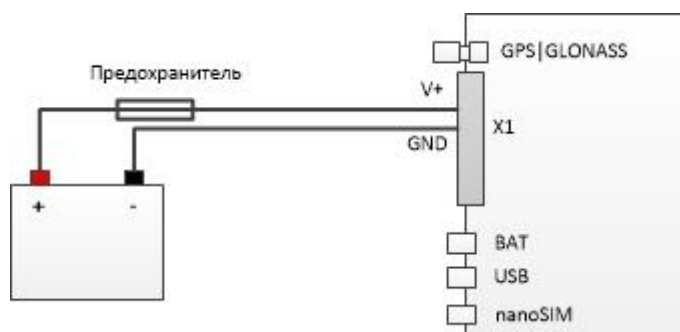 GPS|GLONASS
Предохранитель
V+
X1
GND
+ -
BAT
USB
nanoSIM